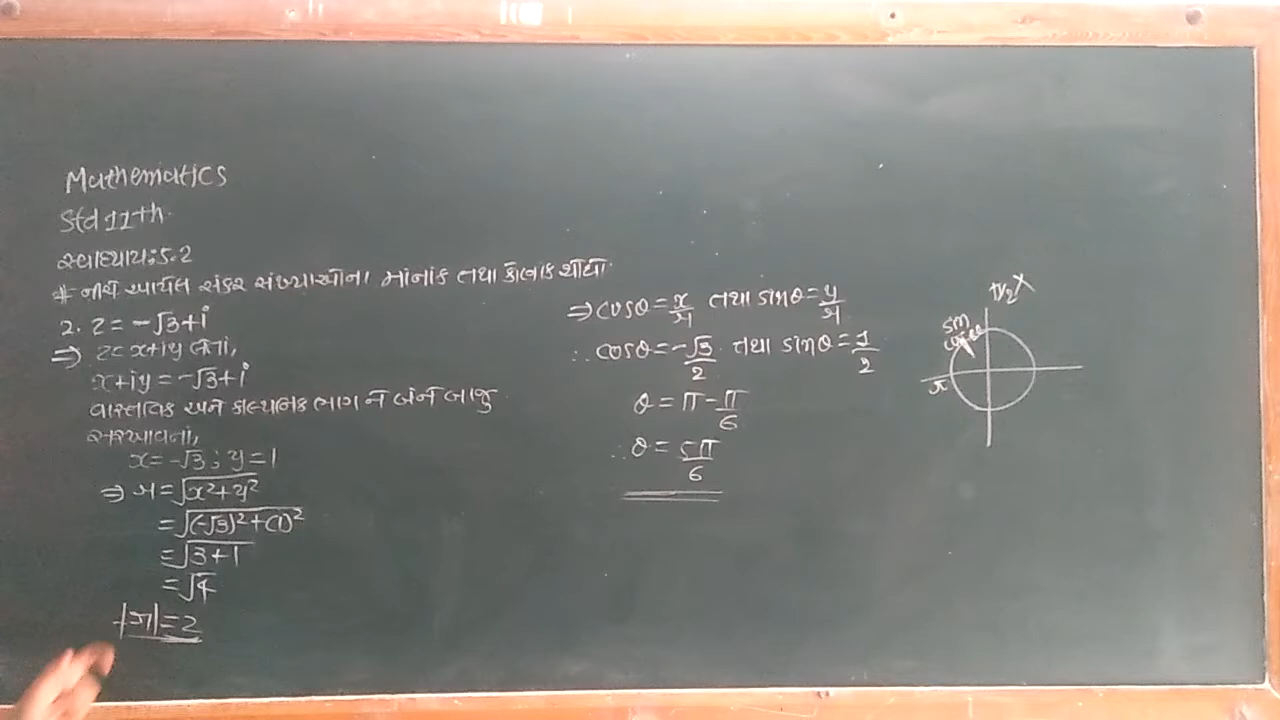 Mathematics
Std 11th.
સ્વાધ્યાય: 5.2
# નીચે આપેલ સંકર સંખ્યાઓના માનાંક તથા કોણાંક શોધો.
2. z = -√3+i
⇒ z = x+iy લેતાં,
x+iy = -√3+i
વાસ્તવિક અને કાલ્પનિક ભાગ ને બંને બાજુ
સરખાવતાં,
x = -√3 ; y = 1
⇒ r = √x²+y²
= √(-√3)² + (1)²
= √3+1
= √4
|r| = 2
⇒ cosθ = x/r તથા sinθ = y/r
∴ cosθ = -√3/2 તથા sinθ = 1/2
θ = π - π/6
∴ θ = 5π/6
π/2
sin
π